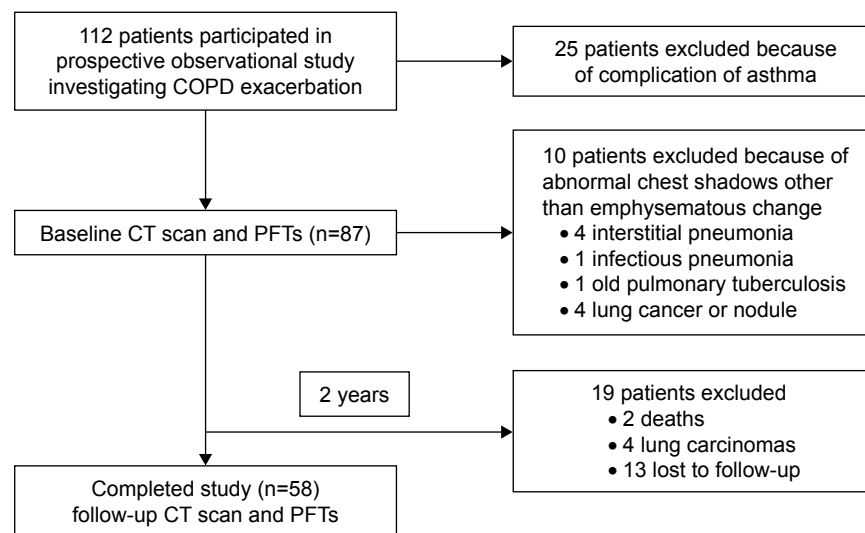 112 patients participated in
prospective observational study
investigating COPD exacerbation
25 patients excluded because
of complication of asthma
10 patients excluded because of
abnormal chest shadows other
than emphysematous change
• 4 interstitial pneumonia
• 1 infectious pneumonia
• 1 old pulmonary tuberculosis
• 4 lung cancer or nodule
Baseline CT scan and PFTs (n=87)
2 years
19 patients excluded
• 2 deaths
• 4 lung carcinomas
• 13 lost to follow-up
Completed study (n=58)
follow-up CT scan and PFTs